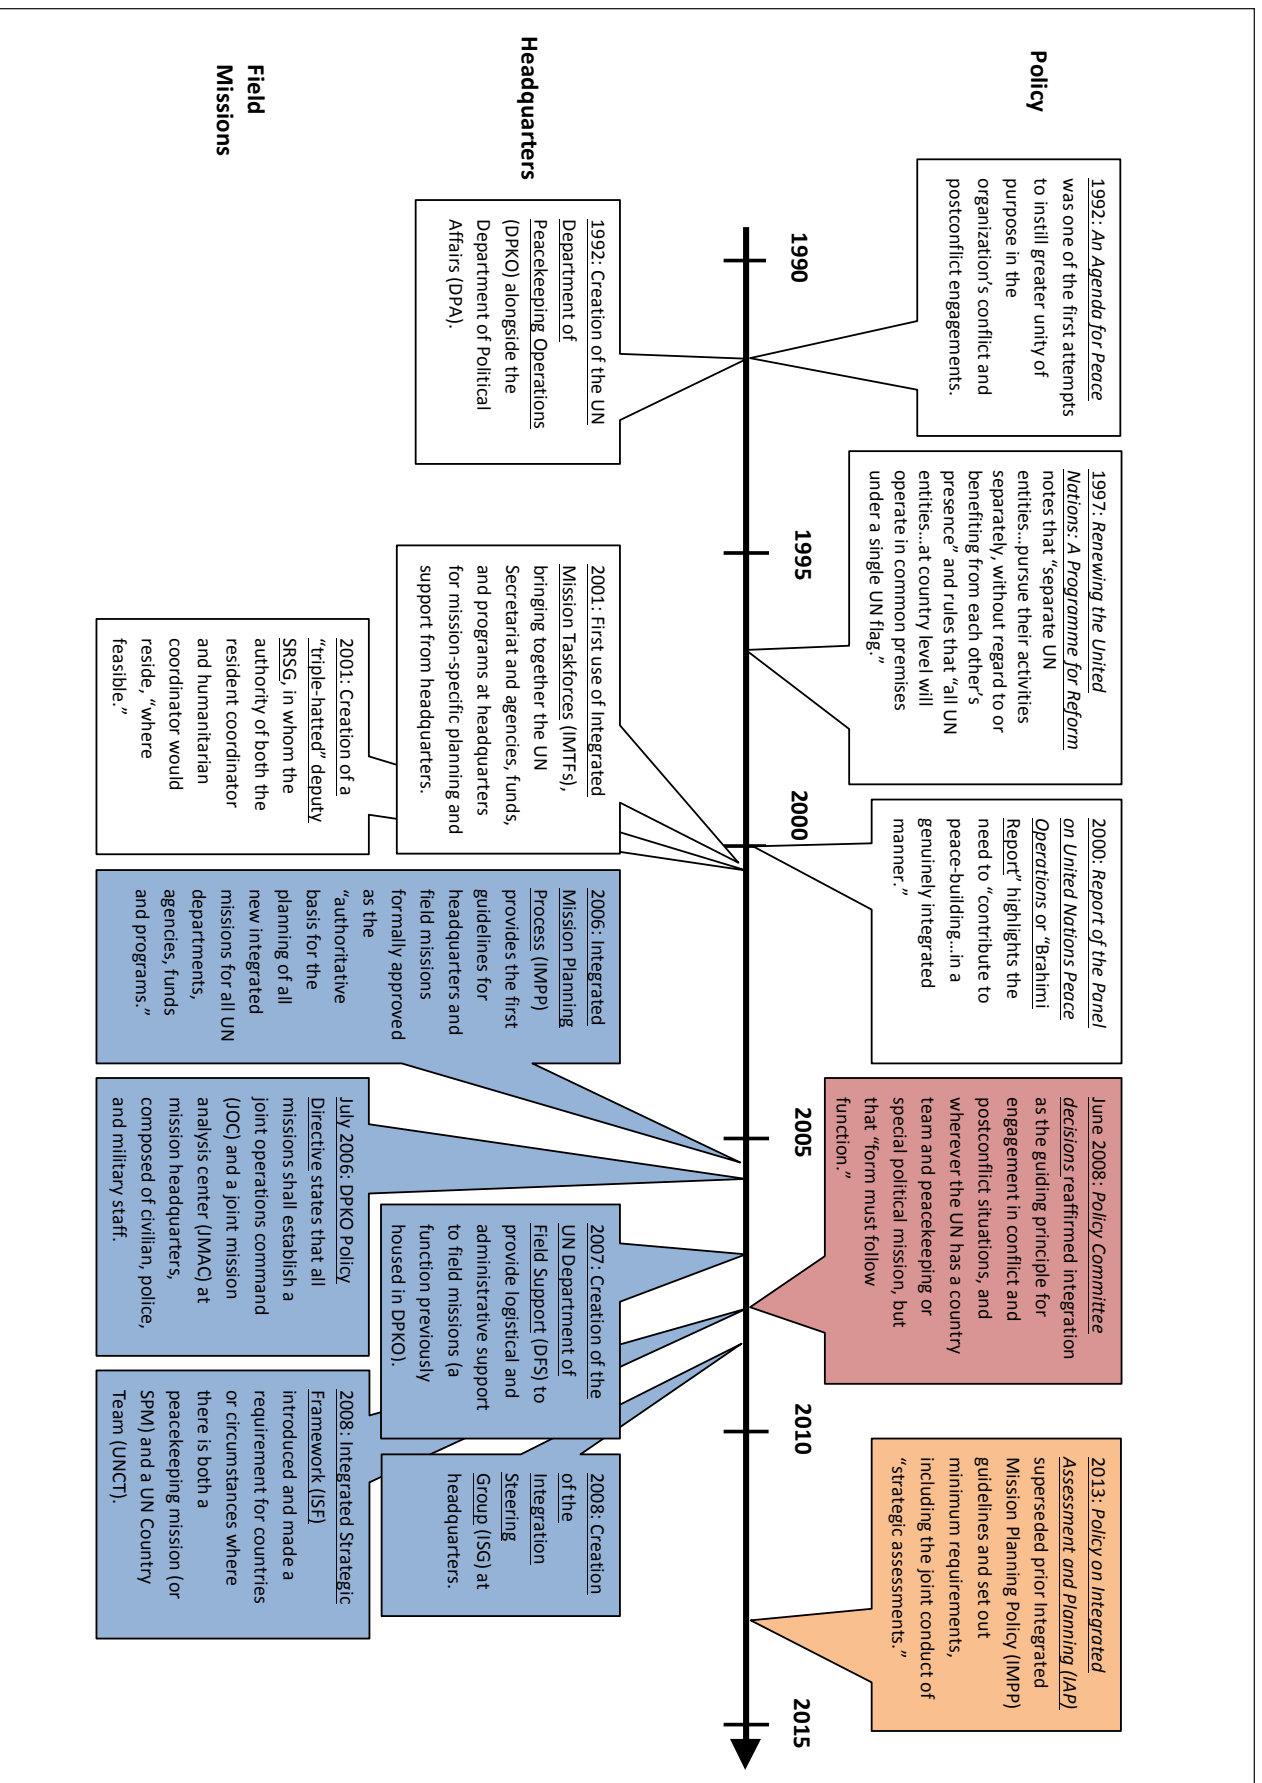 Policy
1992: An Agenda for Peace
was one of the first attempts
to instill greater unity of
purpose in the
organization’s conflict and
postconflict engagements.
1997: Renewing the United
Nations: A Programme for Reform
notes that “separate UN
entities…pursue their activities
separately, without regard to or
benefiting from each other’s
presence” and rules that “all UN
entities…at country level will
operate in common premises
under a single UN flag.”
2000: Report of the Panel
on United Nations Peace
Operations or “Brahimi
Report” highlights the
need to “contribute to
peace-building…in a
genuinely integrated
manner.”
June 2008: Policy Committee
decisions reaffirmed integration
as the guiding principle for
engagement in conflict and
postconflict situations, and
wherever the UN has a country
team and peacekeeping or
special political mission, but
that “form must follow
function.”
2013: Policy on Integrated
Assessment and Planning (IAP)
superseded prior Integrated
Mission Planning Policy (IMPP)
guidelines and set out
minimum requirements,
including the joint conduct of
“strategic assessments.”
1990
1995
2000
2005
2010
2015
Headquarters
1992: Creation of the UN
Department of
Peacekeeping Operations
(DPKO) alongside the
Department of Political
Affairs (DPA).
2001: First use of Integrated
Mission Taskforces (IMTFs),
bringing together the UN
Secretariat and agencies, funds,
and programs at headquarters
for mission-specific planning and
support from headquarters.
2006: Integrated
Mission Planning
Process (IMPP)
provides the first
guidelines for
headquarters and
field missions
formally approved
as the
“authoritative
basis for the
planning of all
new integrated
missions for all UN
departments,
agencies, funds
and programs.”
2007: Creation of the
UN Department of
Field Support (DFS) to
provide logistical and
administrative support
to field missions (a
function previously
housed in DPKO).
2008: Creation
of the
Integration
Steering
Group (ISG) at
headquarters.
Field
Missions
2001: Creation of a
“triple-hatted” deputy
SRSG, in whom the
authority of both the
resident coordinator
and humanitarian
coordinator would
reside, “where
feasible.”
July 2006: DPKO Policy
Directive states that all
missions shall establish a
joint operations command
(JOC) and a joint mission
analysis center (JMAC) at
mission headquarters,
composed of civilian, police,
and military staff.
2008: Integrated Strategic
Framework (ISF)
introduced and made a
requirement for countries
or circumstances where
there is both a
peacekeeping mission (or
SPM) and a UN Country
Team (UNCT).